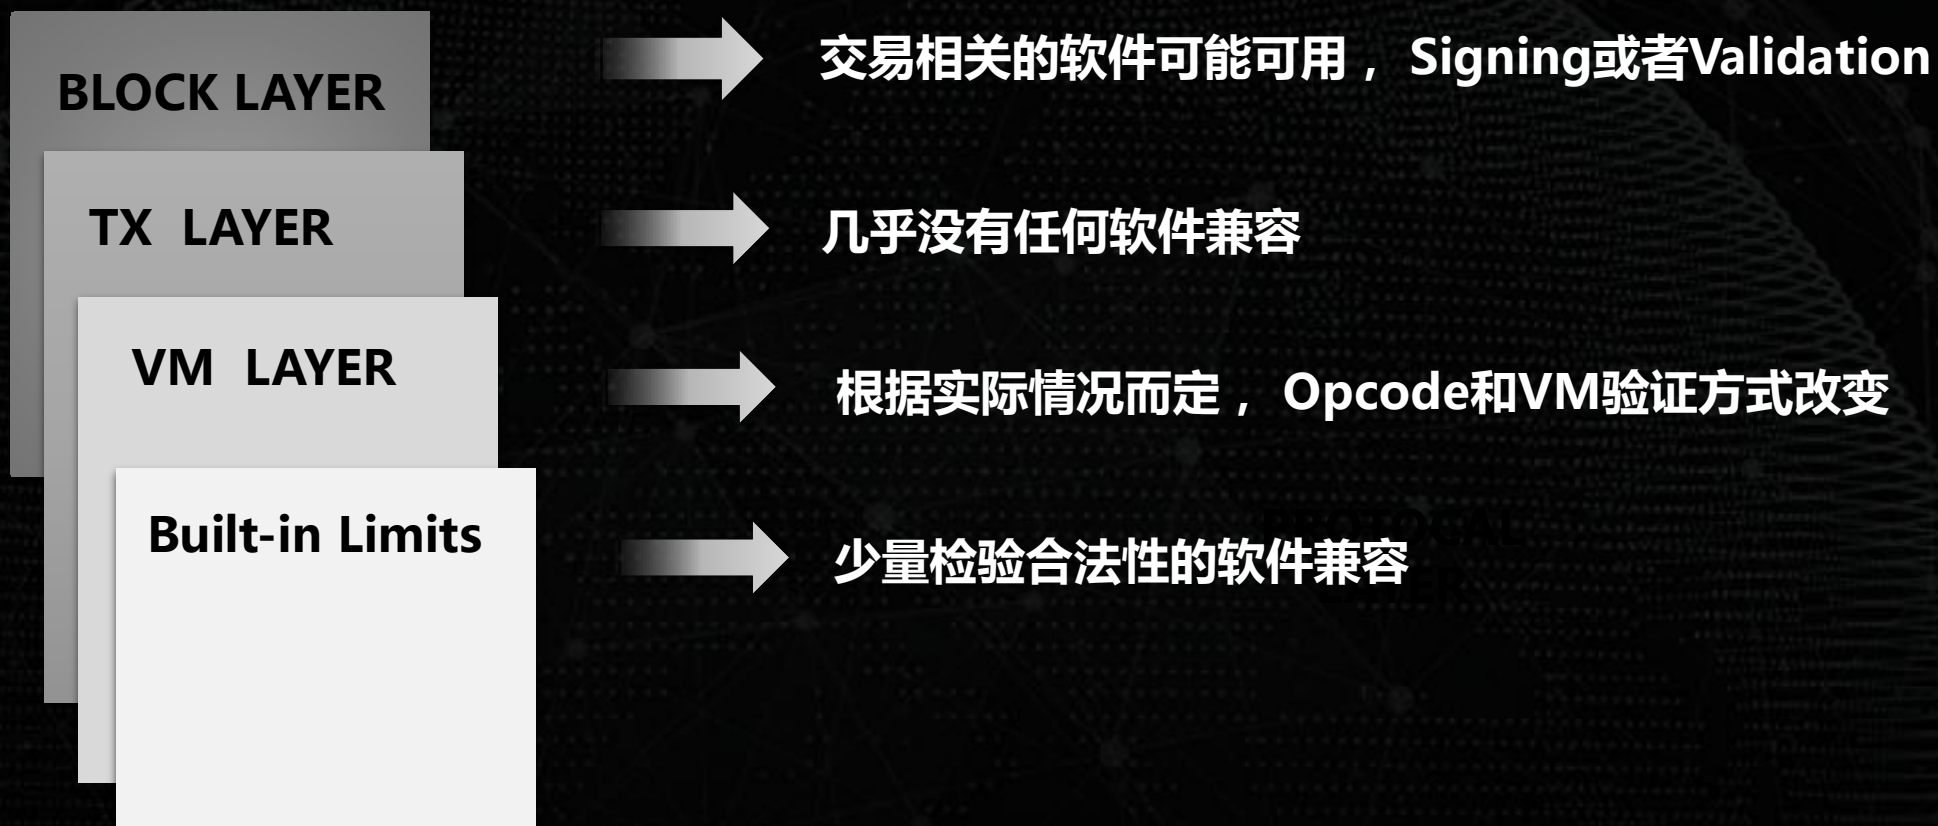 BLOCK LAYER
交易相关的软件可能可用， Signing或者Validation
TX LAYER
几乎没有任何软件兼容
VM LAYER
根据实际情况而定， Opcode和VM验证方式改变
Built-in Limits
少量检验合法性的软件兼容